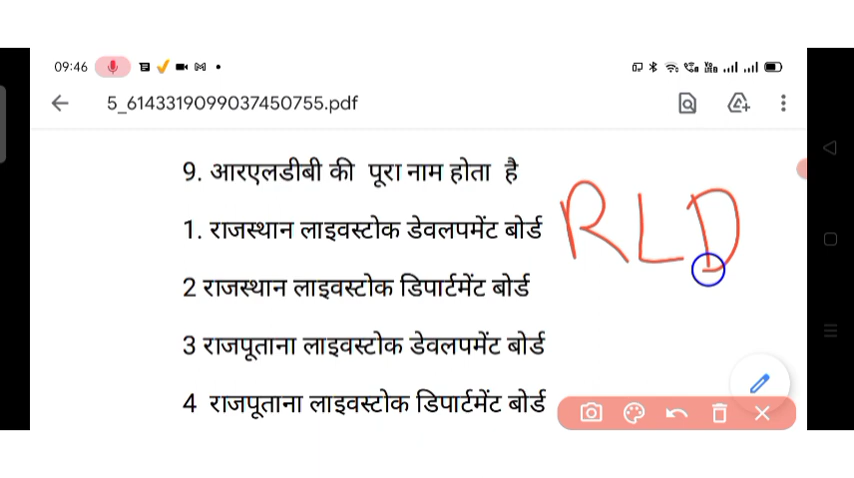 09:46
5_6143319099037450755.pdf
9. आरएलडीबी की पूरा नाम होता है
1. राजस्थान लाइवस्टोक डेवलपमेंट बोर्ड
RLD
2 राजस्थान लाइवस्टोक डिपार्टमेंट बोर्ड
3 राजपूताना लाइवस्टोक डेवलपमेंट बोर्ड
4 राजपूताना लाइवस्टोक डिपार्टमेंट बोर्ड